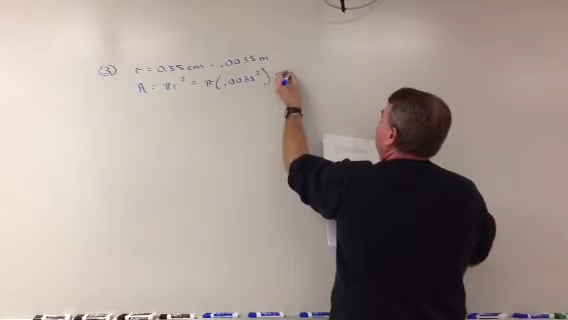 ③ r = 0.35 cm - .0035 m
A = πr² = π(.0035²) =